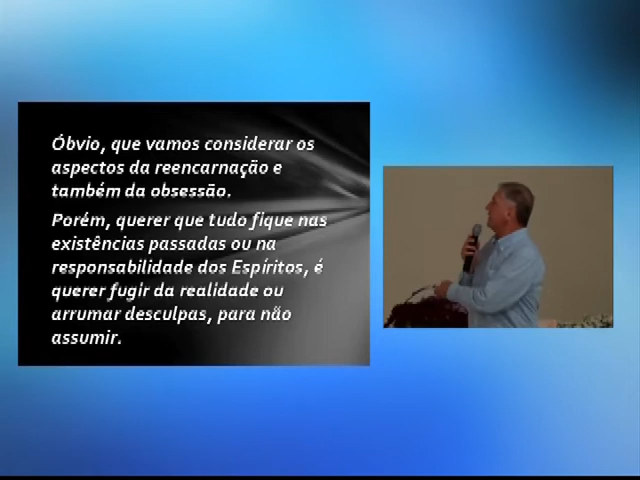 Óbvio, que vamos considerar os
aspectos da reencarnação e
também da obsessão.
Porém, querer que tudo fique nas
existências passadas ou na
responsabilidade dos Espíritos, é
querer fugir da realidade ou
arrumar desculpas, para não
assumir.